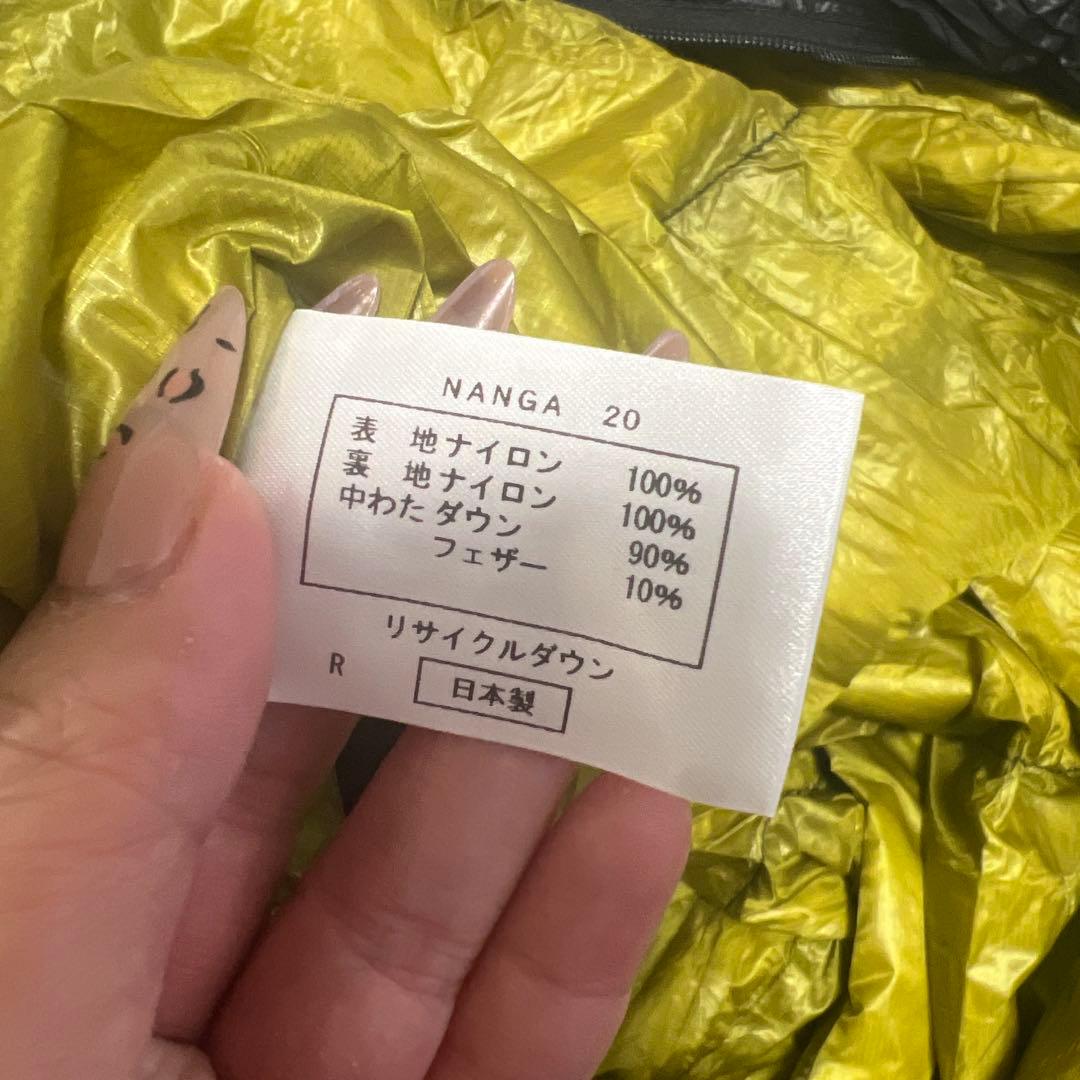 NANGA 20
表 地 ナイロン 100%
裏 地 ナイロン 100%
中わた ダウン 90%
フェザー 10%
リサイクルダウン
R
日本製